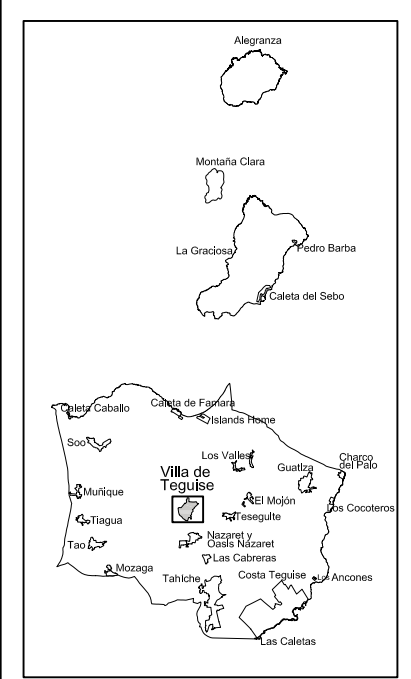 Alegranza
Montaña Clara
La Graciosa
Pedro Barba
Caleta del Sebo
Caleta Caballo
Caleta de Famara
Islands Home
Soo
Los Valles
Guatiza
Charco
del Palo
Villa de
Teguise
Muñique
El Mojón
Los Cocoteros
Tiagua
Teseguite
Tao
Nazaret y
Oasis Nazaret
Las Cabreras
Mozaga
Tahiche
Costa Teguise
Los Ancones
Las Caletas